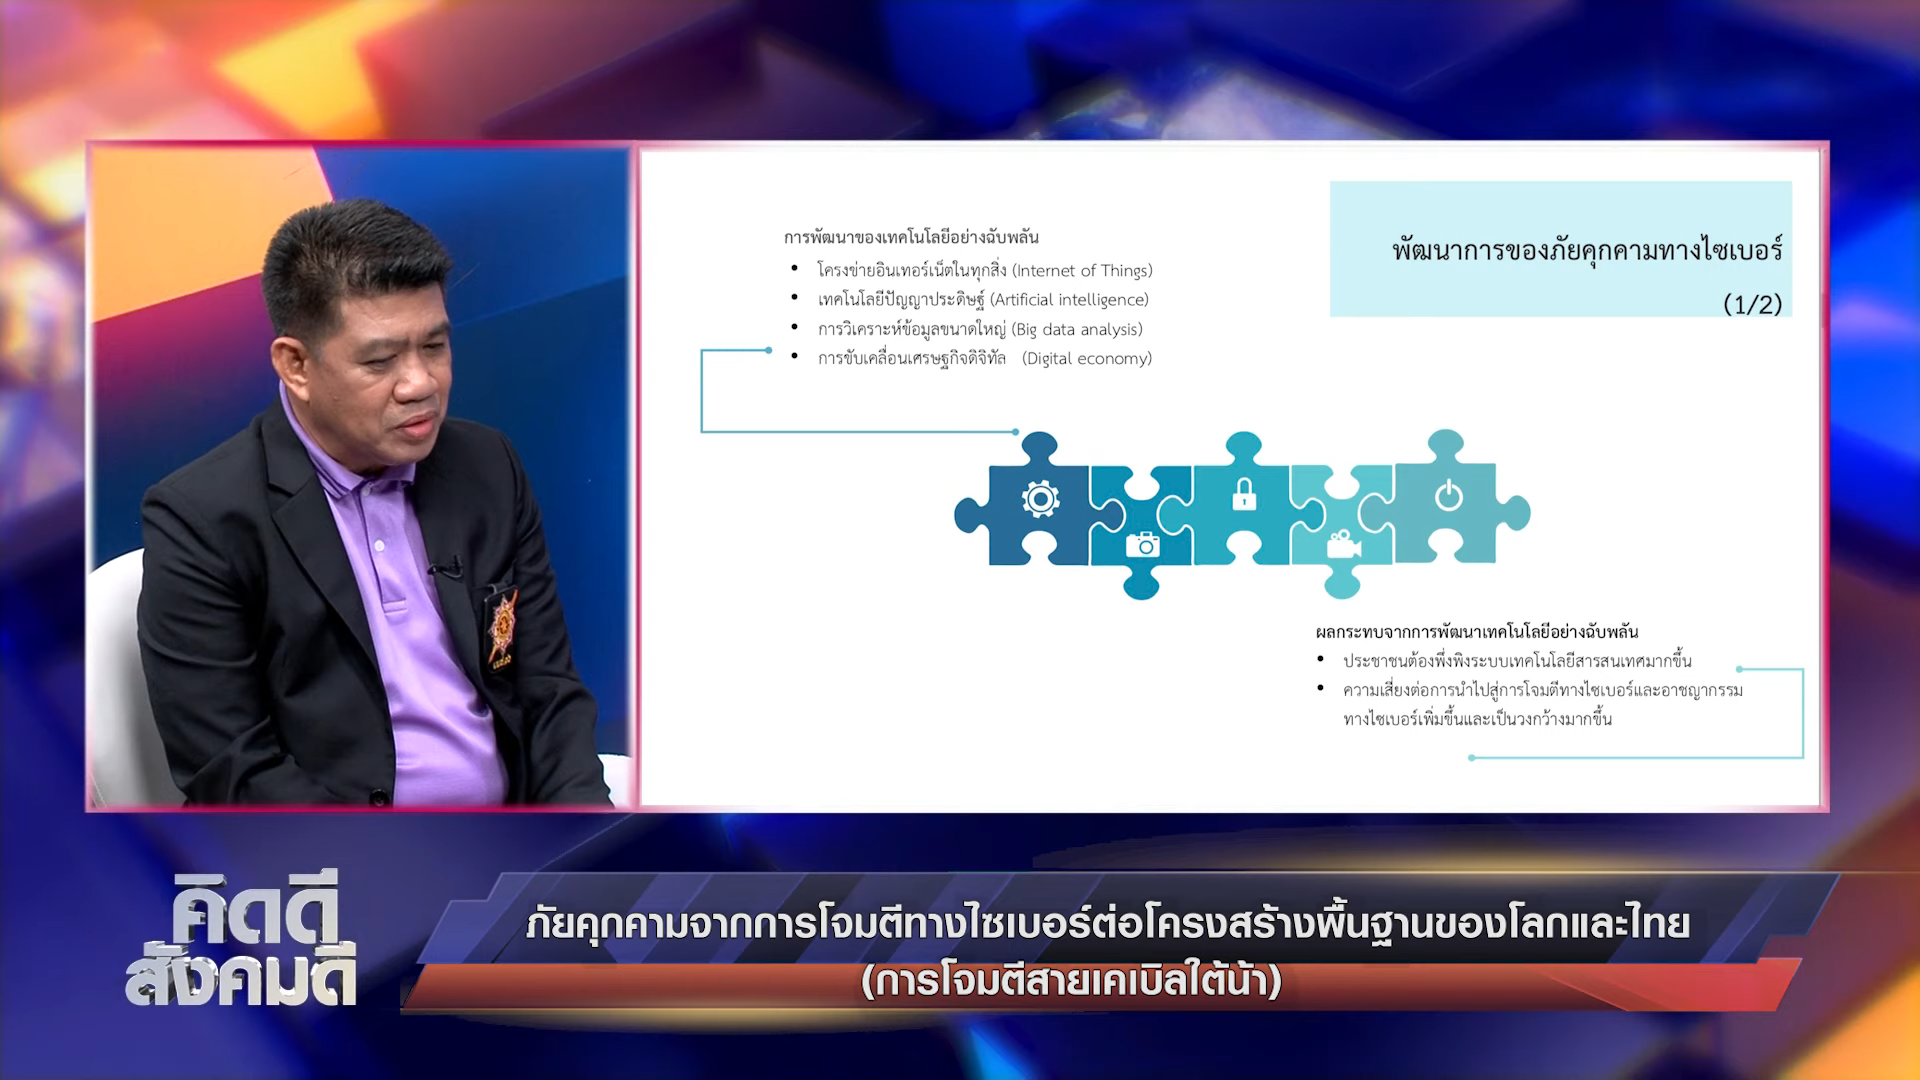 การพัฒนาของเทคโนโลยีอย่างฉับพลัน
• โครงข่ายอินเทอร์เน็ตในทุกสิ่ง (Internet of Things)
• เทคโนโลยีปัญญาประดิษฐ์ (Artificial intelligence)
• การวิเคราะห์ข้อมูลขนาดใหญ่ (Big data analysis)
• การขับเคลื่อนเศรษฐกิจดิจิทัล (Digital economy)
พัฒนาการของภัยคุกคามทางไซเบอร์
(1/2)
ผลกระทบจากการพัฒนาเทคโนโลยีอย่างฉับพลัน
• ประชาชนต้องพึ่งพิงระบบเทคโนโลยีสารสนเทศมากขึ้น
• ความเสี่ยงต่อการนำไปสู่การโจมตีทางไซเบอร์และอาชญากรรม
ทางไซเบอร์เพิ่มขึ้นและเป็นวงกว้างมากขึ้น
คิดดี
สังคมดี
ภัยคุกคามจากการโจมตีทางไซเบอร์ต่อโครงสร้างพื้นฐานของโลกและไทย
(การโจมตีสายเคเบิลใต้น้ำ)